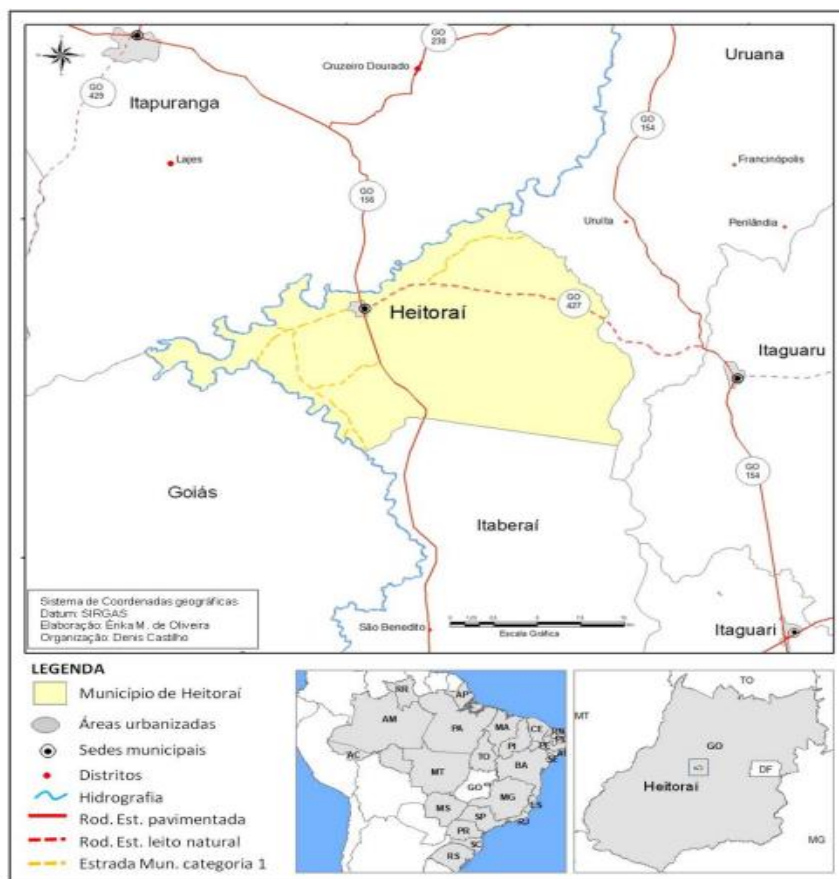 GO
230
Uruana
Cruzeiro Dourado
GO
429
Itapuranga
GO
154
Lajes
Francinópolis
GO
156
Uruíta
Perilândia
Heitoraí
GO
427
Itaguaru
Goiás
GO
154
Itaberaí
Sistema de Coordenadas geográficas
Datum: SIRGAS
Elaboração: Érika M. de Oliveira
Organização: Denis Castilho
São Benedito
Escala Gráfica
Itaguari
LEGENDA
Município de Heitoraí
Áreas urbanizadas
Sedes municipais
Distritos
Hidrografia
Rod. Est. pavimentada
Rod. Est. leito natural
Estrada Mun. categoria 1
RR
AP
AM
PA
MA
CE
RN
PI
PE
AC
TO
SE
BA
MT
GO
MG
ES
MS
SP
RJ
PR
SC
RS
TO
MT
GO
DF
Heitoraí
MG